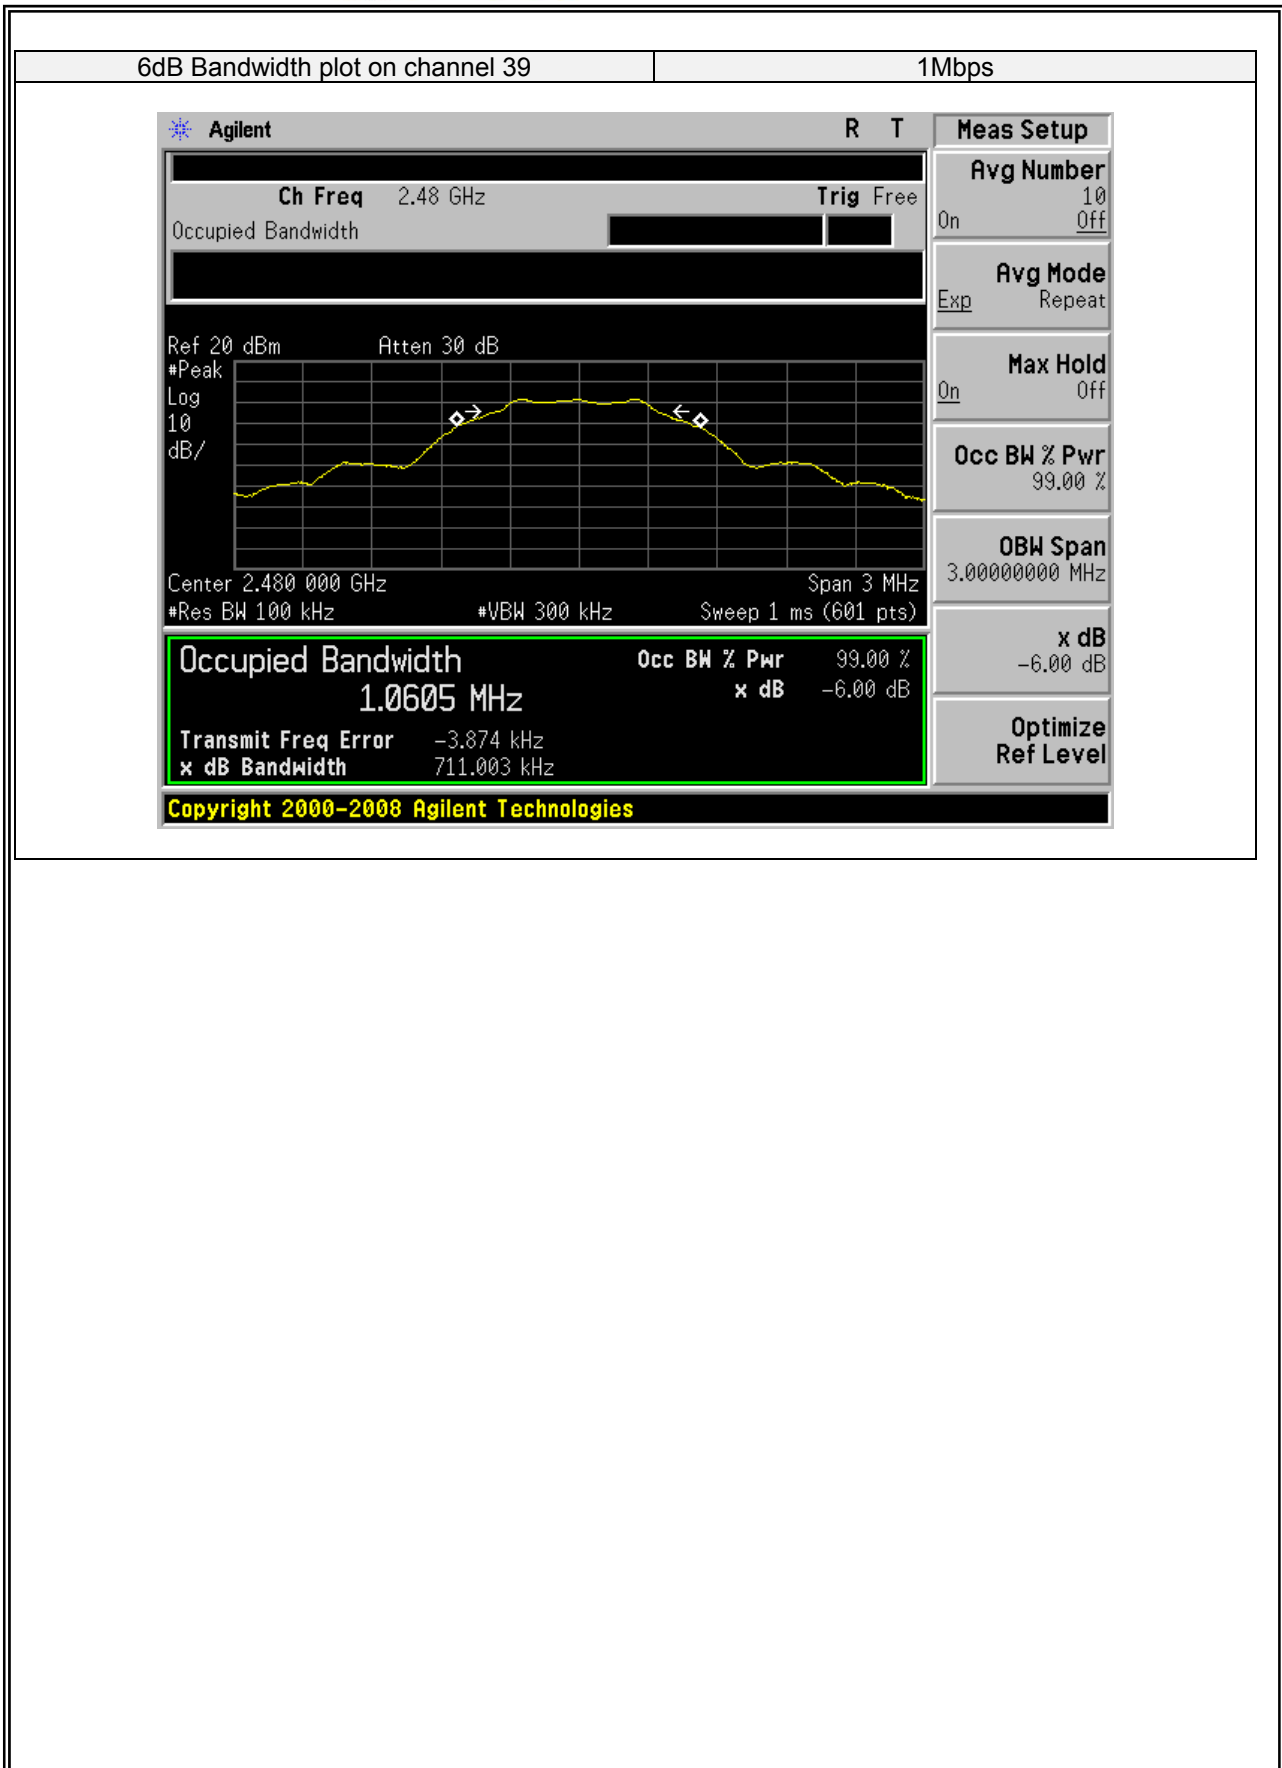 6dB Bandwidth plot on channel 39 1Mbps
Agilent R T
Ch Freq 2.48 GHz Trig Free
Occupied Bandwidth
Ref 20 dBm Atten 30 dB
#Peak
Log
10
dB/
Center 2.480 000 GHz Span 3 MHz
#Res BW 100 kHz #VBW 300 kHz Sweep 1 ms (601 pts)
Occupied Bandwidth
1.0605 MHz
Occ BW % Pwr 99.00 %
x dB -6.00 dB
Transmit Freq Error -3.874 kHz
x dB Bandwidth 711.003 kHz
Copyright 2000-2008 Agilent Technologies
Meas Setup
Avg Number
10
On Off
Avg Mode
Exp Repeat
Max Hold
On Off
Occ BW % Pwr
99.00 %
OBW Span
3.00000000 MHz
x dB
-6.00 dB
Optimize
Ref Level